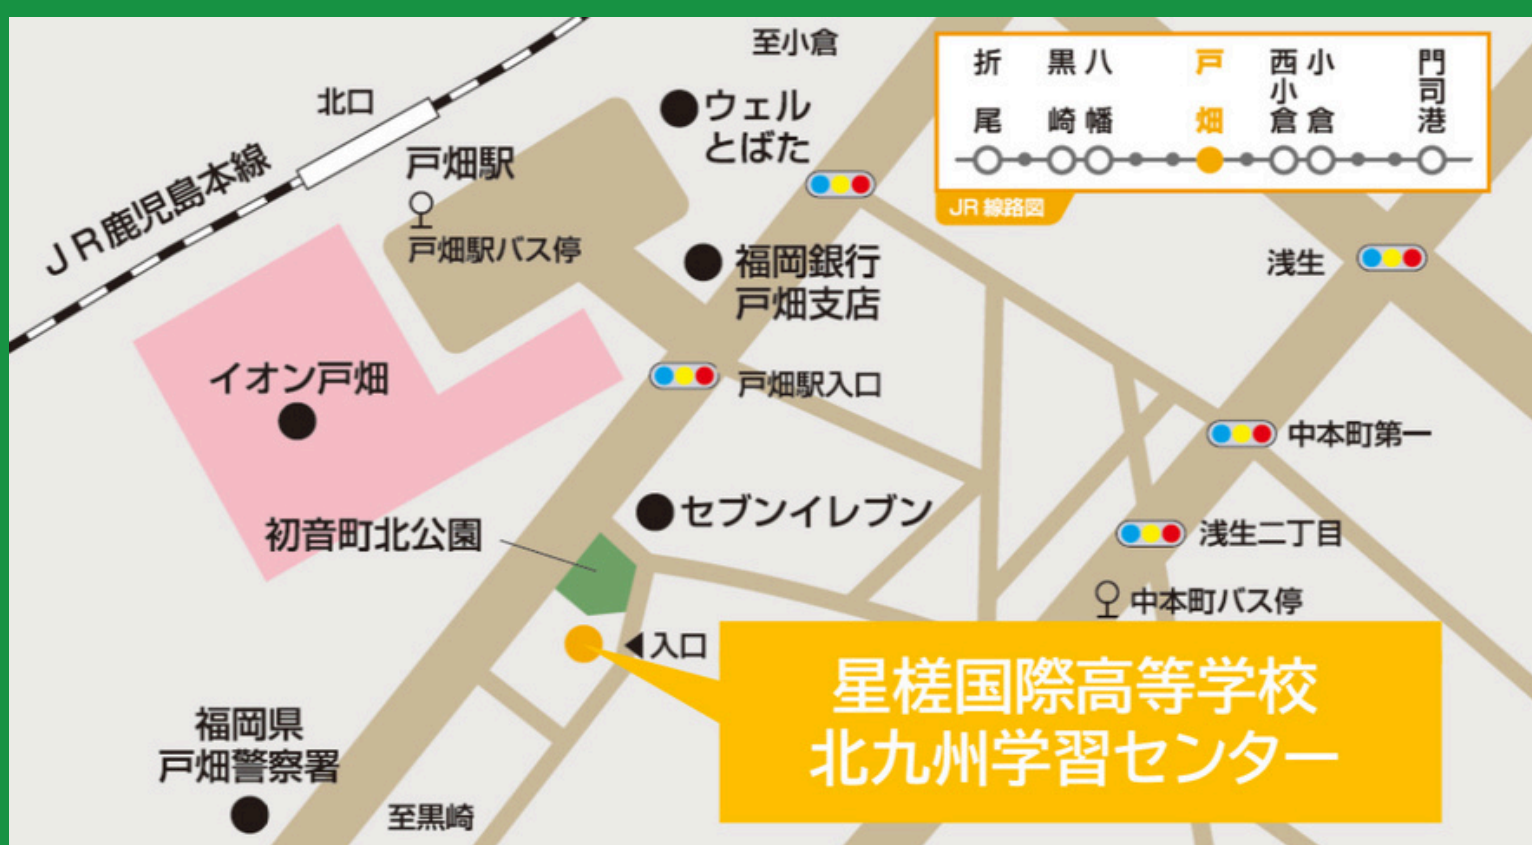 至小倉
北口
ウェル
とばた
戸畑駅
JR鹿児島本線
戸畑駅バス停
福岡銀行
戸畑支店
折尾
黒崎
八幡
戸畑
西小倉
小倉
門司港
JR線路図
浅生
イオン戸畑
戸畑駅入口
中本町第一
セブンイレブン
初音町北公園
浅生二丁目
中本町バス停
入口
星槎国際高等学校
北九州学習センター
福岡県
戸畑警察署
至黒崎